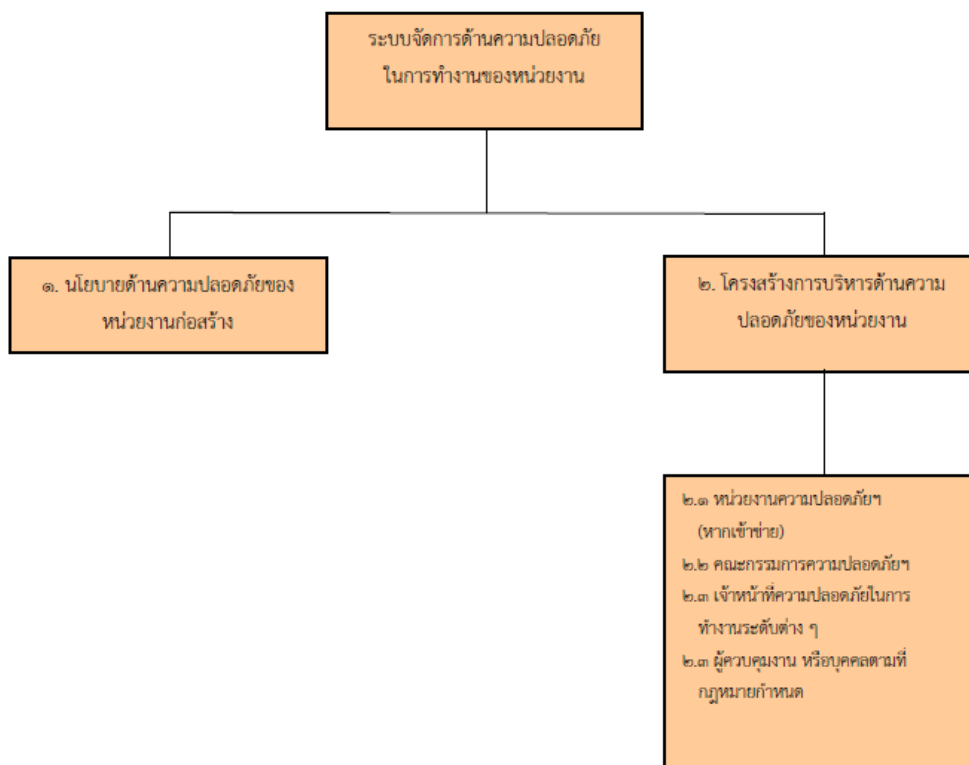 ระบบจัดการด้านความปลอดภัย
ในการทำงานของหน่วยงาน
๑. นโยบายด้านความปลอดภัยของ
หน่วยงานก่อสร้าง
๒. โครงสร้างการบริหารด้านความ
ปลอดภัยของหน่วยงาน
๒.๑ หน่วยงานความปลอดภัยฯ
(หากเข้าข่าย)
๒.๒ คณะกรรมการความปลอดภัยฯ
๒.๓ เจ้าหน้าที่ความปลอดภัยในการ
ทำงานระดับต่าง ๆ
๒.๓ ผู้ควบคุมงาน หรือบุคคลตามที่
กฎหมายกำหนด